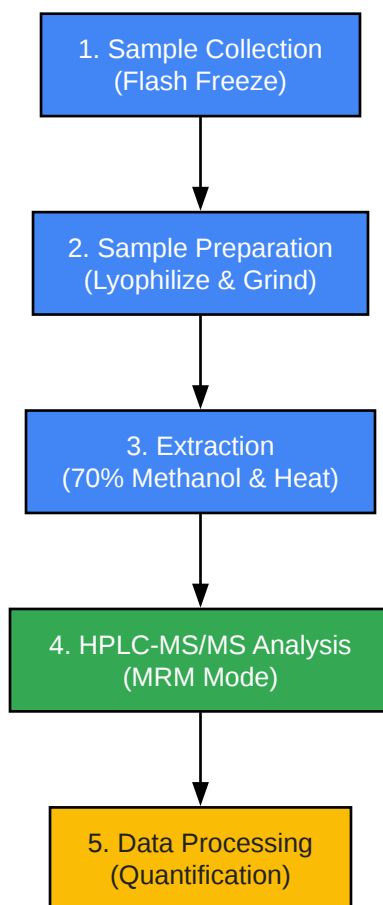 1. Sample Collection
(Flash Freeze)
2. Sample Preparation
(Lyophilize & Grind)
3. Extraction
(70% Methanol & Heat)
4. HPLC-MS/MS Analysis
(MRM Mode)
5. Data Processing
(Quantification)